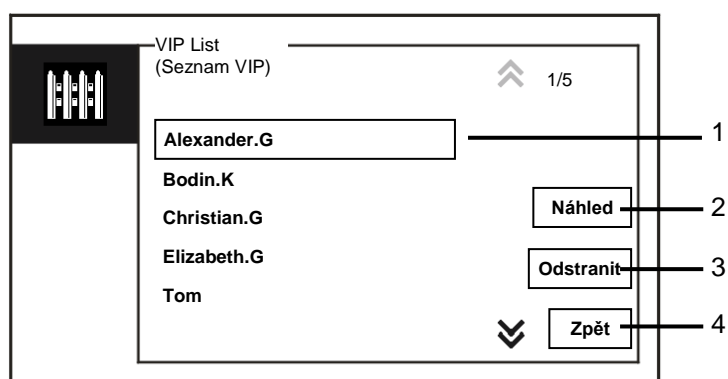 VIP List
(Seznam VIP)
1/5
Alexander.G
1
Bodin.K
Náhled
2
Christian.G
Elizabeth.G
Odstranit
3
Tom
Zpět
4